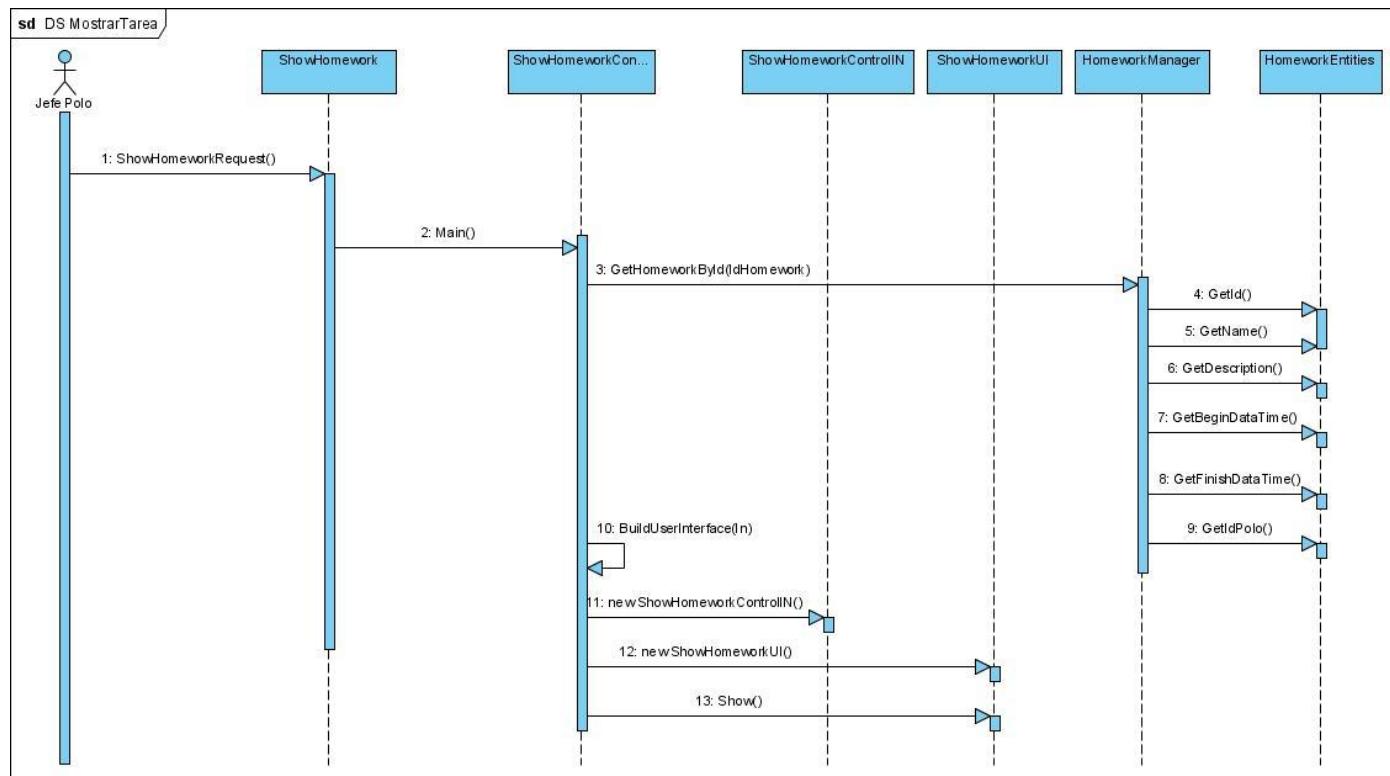 sd DS MostrarTarea
Jefe Polo
ShowHomework
ShowHomeworkCon...
ShowHomeworkControlIN
ShowHomeworkUI
HomeworkManager
HomeworkEntities
1: ShowHomeworkRequest()
2: Main()
3: GetHomeworkById(IdHomework)
4: GetId()
5: GetName()
6: GetDescription()
7: GetBeginDataTime()
8: GetFinishDataTime()
9: GetIdPolo()
10: BuildUserInterface(In)
11: newShowHomeworkControlIN()
12: newShowHomeworkUI()
13: Show()